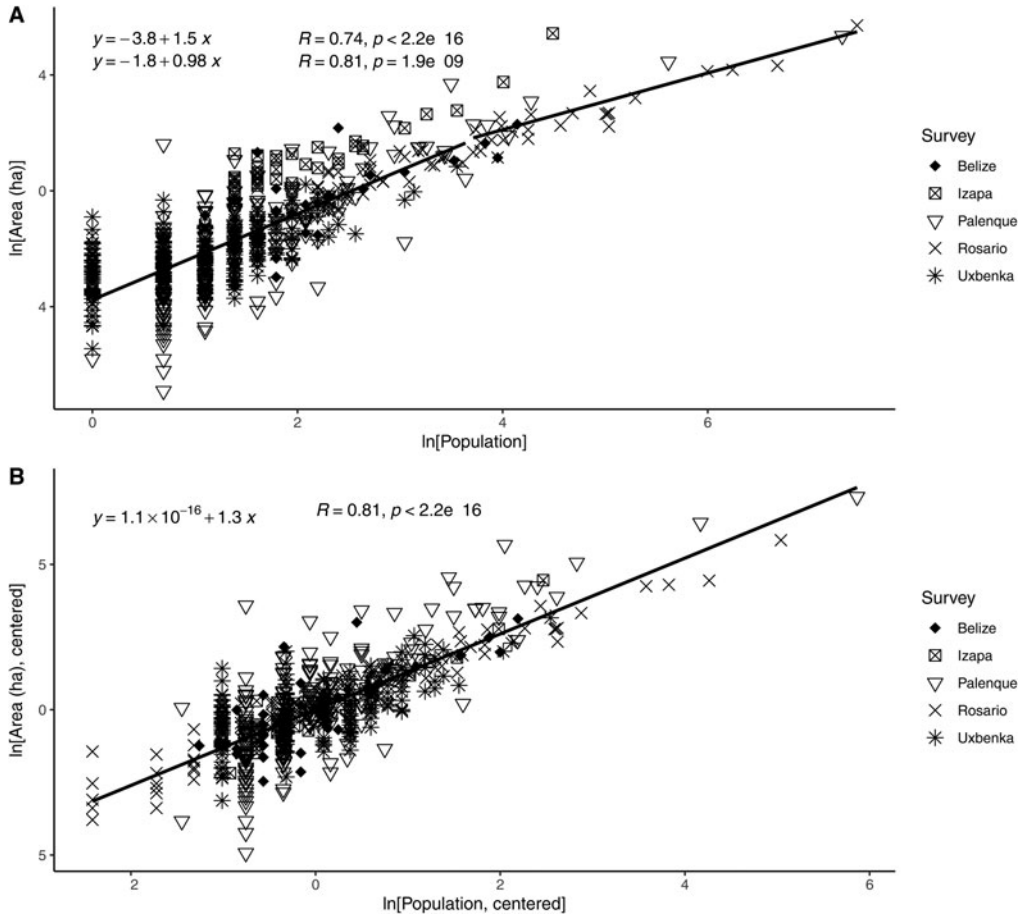 A
y = −3.8 + 1.5 x
R = 0.74, p < 2.2e 16
y = −1.8 + 0.98 x
R = 0.81, p = 1.9e 09
4
0
4
ln[Area (ha)]
0
2
4
6
ln[Population]
Survey
Belize
Izapa
Palenque
Rosario
Uxbenka
B
y = 1.1 × 10⁻¹⁶ + 1.3 x
R = 0.81, p < 2.2e 16
5
0
5
ln[Area (ha), centered]
2
0
2
4
6
ln[Population, centered]
Survey
Belize
Izapa
Palenque
Rosario
Uxbenka